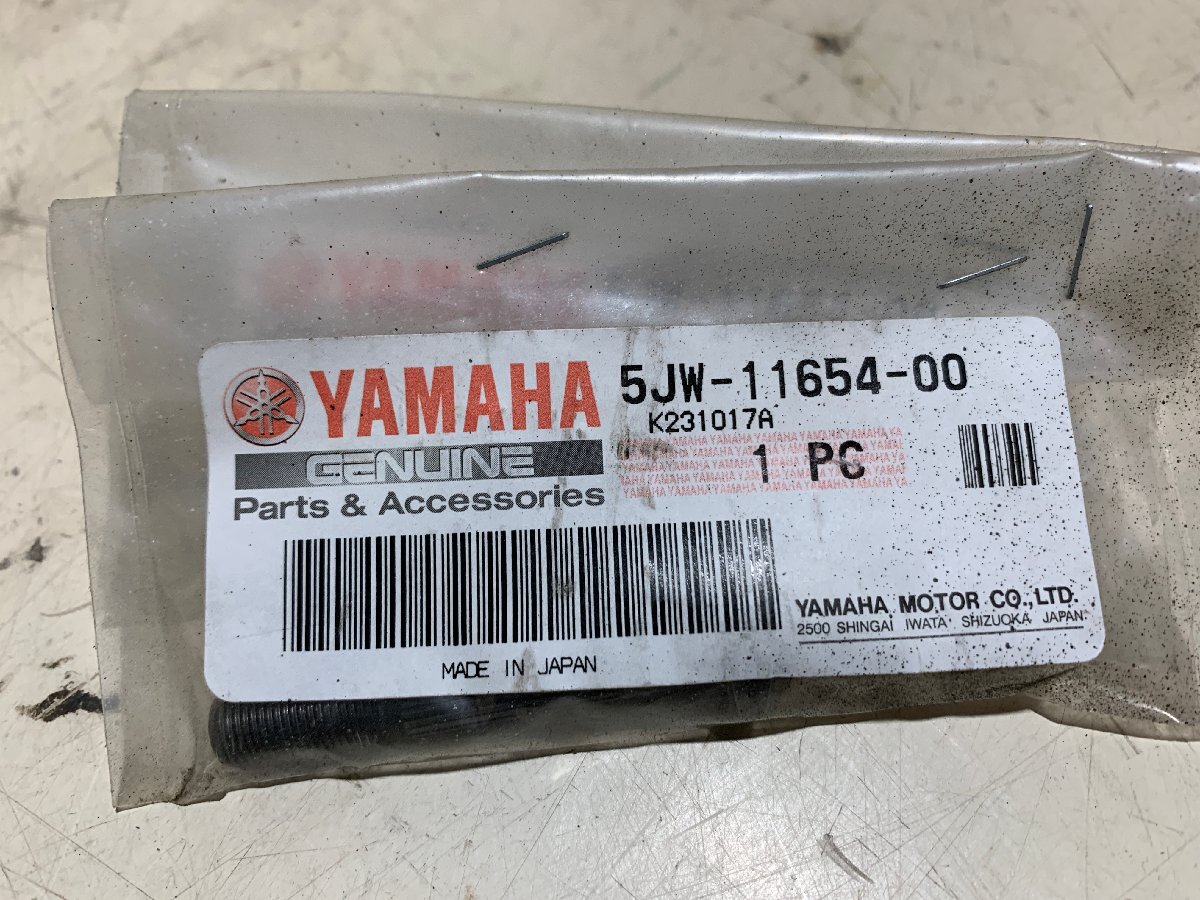 YAMAHA
5JW-11654-00
K231017A
GENUINE
1 PC
Parts & Accessories
YAMAHA MOTOR CO.,LTD.
2500 SHINGAI IWATA SHIZUOKA JAPAN
MADE IN JAPAN